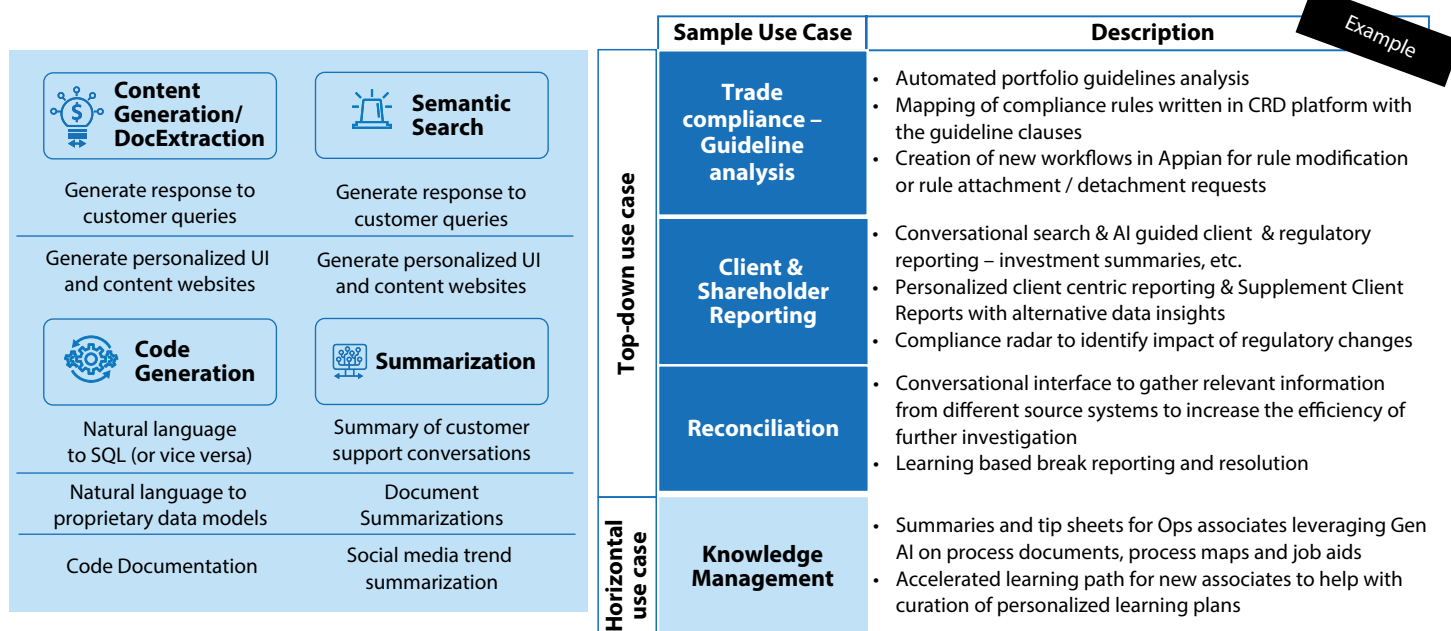 Content
Generation/
DocExtraction
Generate response to
customer queries
Generate personalized UI
and content websites
Semantic
Search
Generate response to
customer queries
Generate personalized UI
and content websites
Code
Generation
Natural language
to SQL (or vice versa)
Natural language to
proprietary data models
Code Documentation
Summarization
Summary of customer
support conversations
Document
Summarizations
Social media trend
summarization
Sample Use Case
Description
Example
Top-down use case
Trade
compliance –
Guideline
analysis
• Automated portfolio guidelines analysis
• Mapping of compliance rules written in CRD platform with
the guideline clauses
• Creation of new workflows in Appian for rule modification
or rule attachment / detachment requests
Client &
Shareholder
Reporting
• Conversational search & AI guided client & regulatory
reporting – investment summaries, etc.
• Personalized client centric reporting & Supplement Client
Reports with alternative data insights
• Compliance radar to identify impact of regulatory changes
Reconciliation
• Conversational interface to gather relevant information
from different source systems to increase the efficiency of
further investigation
• Learning based break reporting and resolution
Horizontal
use case
Knowledge
Management
• Summaries and tip sheets for Ops associates leveraging Gen
AI on process documents, process maps and job aids
• Accelerated learning path for new associates to help with
curation of personalized learning plans